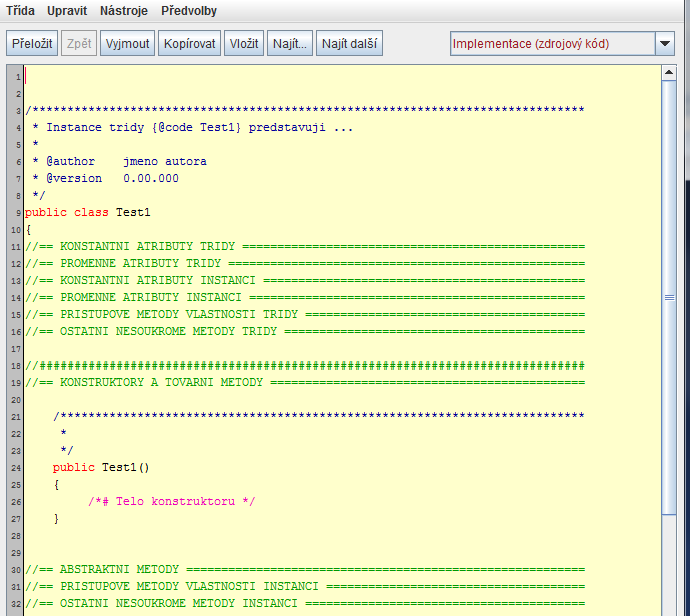 Třída Upravit Nástroje Předvolby
Přeložit Zpět Vyjmout Kopírovat Vložit Najít... Najít další Implementace (zdrojový kód)
1
2
3 /*******************************************************************************
4  * Instance tridy {@code Test1} predstavuji ...
5  *
6  * @author    jmeno autora
7  * @version   0.00.000
8  */
9 public class Test1
10 {
11 //== KONSTANTNI ATRIBUTY TRIDY =================================================
12 //== PROMENNE ATRIBUTY TRIDY ===================================================
13 //== KONSTANTNI ATRIBUTY INSTANCI ==============================================
14 //== PROMENNE ATRIBUTY INSTANCI ================================================
15 //== PRISTUPOVE METODY VLASTNOSTI TRIDY ========================================
16 //== OSTATNI NESOUKROME METODY TRIDY ===========================================
17
18 //##############################################################################
19 //== KONSTRUKTORY A TOVARNI METODY =============================================
20
21     /***************************************************************************
22      *
23      */
24     public Test1()
25     {
26          /*# Telo konstruktoru */
27     }
28
29
30 //== ABSTRAKTNI METODY =========================================================
31 //== PRISTUPOVE METODY VLASTNOSTI INSTANCI =====================================
32 //== OSTATNI NESOUKROME METODY INSTANCI ========================================